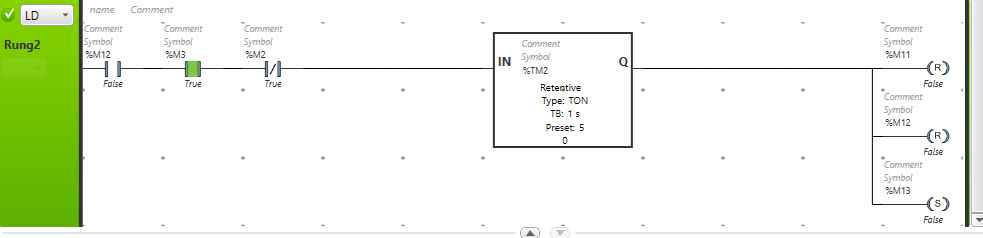 LD
name Comment
Rung2
Comment Comment Comment
Symbol Symbol Symbol
%M12 %M3 %M2
False True True
Comment
Symbol
%TM2
IN Q
Retentive
Type: TON
TB: 1 s
Preset: 5
0
Comment
Symbol
%M11
R
False
Comment
Symbol
%M12
R
False
Comment
Symbol
%M13
S
False